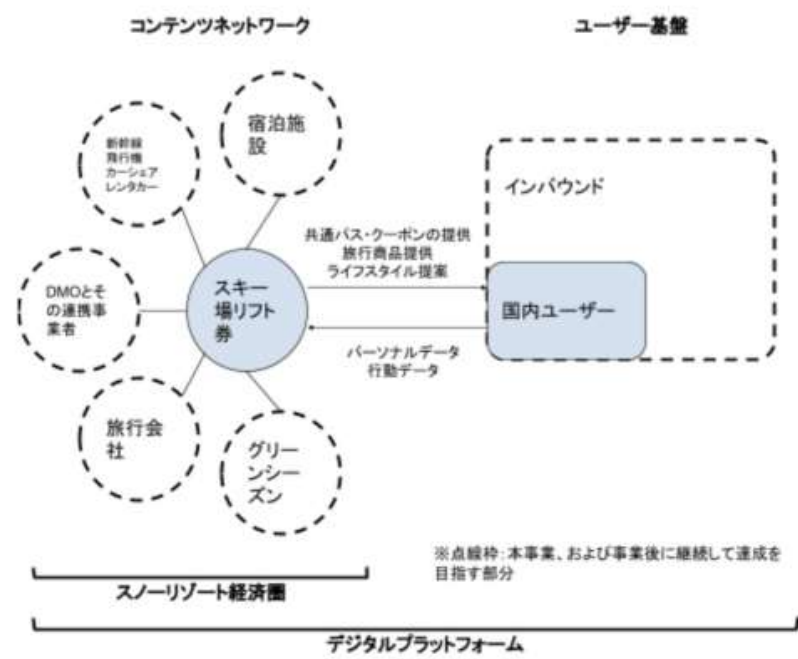 コンテンツネットワーク
ユーザー基盤
宿泊施
設
新幹線
飛行機
カーシェア
レンタカー
インバウンド
共通パス・クーポンの提供
旅行商品提供
ライフスタイル提案
DMOとそ
の連携事
業者
スキー
場リフト
券
国内ユーザー
パーソナルデータ
行動データ
旅行会
社
グリー
ンシー
ズン
※点線枠:本事業、および事業後に継続して達成を
目指す部分
スノーリゾート経済圏
デジタルプラットフォーム